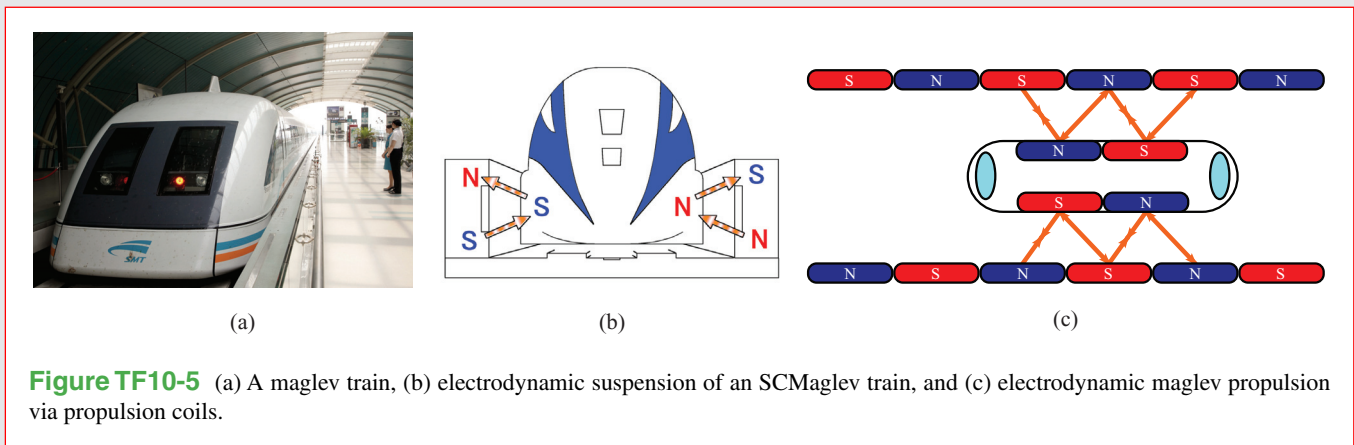 SMT
N
S
S
S
N
N
S N S N S N
N S
S N
N S N S N S
(a)
(b)
(c)
Figure TF10-5 (a) A maglev train, (b) electrodynamic suspension of an SCMaglev train, and (c) electrodynamic maglev propulsion
via propulsion coils.